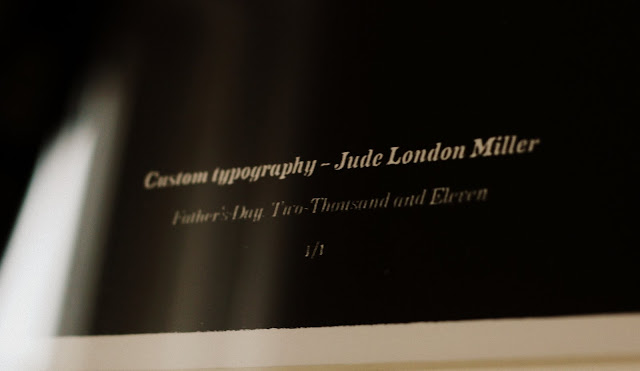 Custom typography – Jude London Miller
Father's Day, Two-Thousand and Eleven
1/1